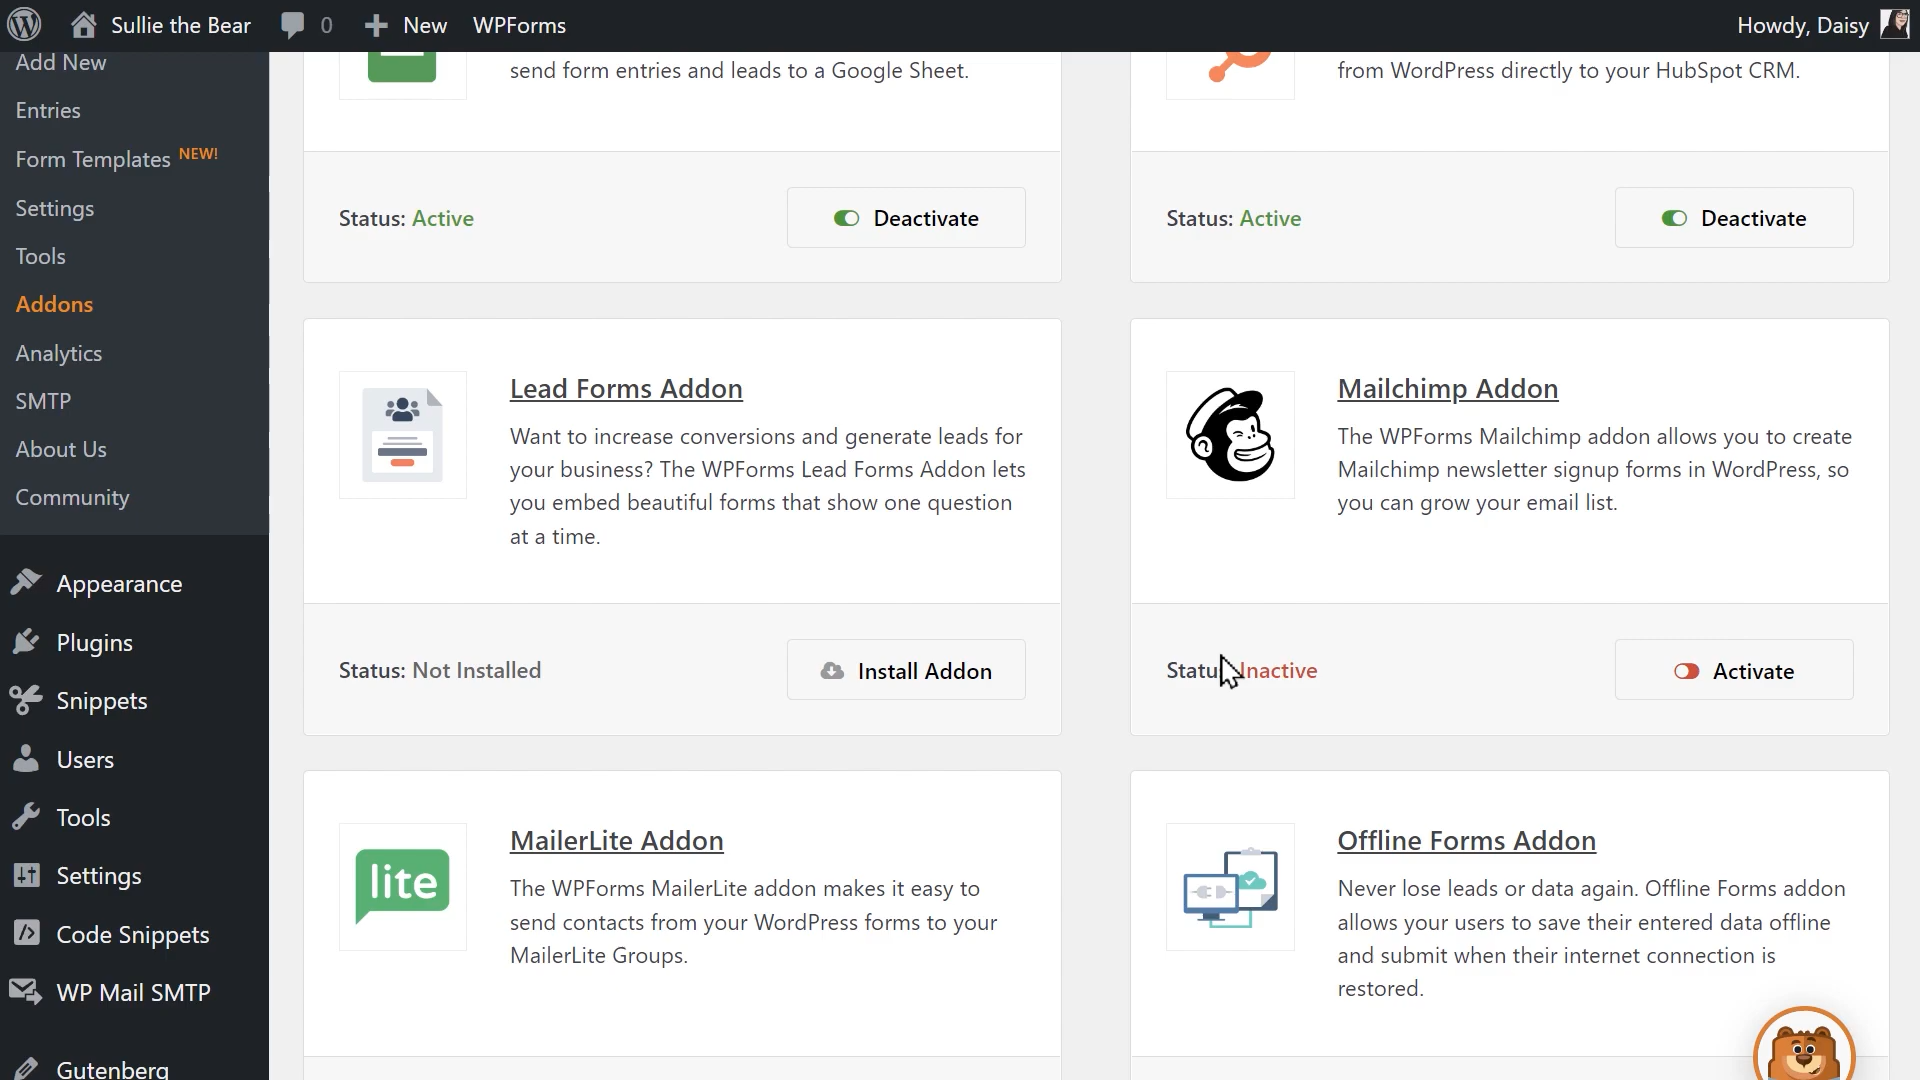 Sullie the Bear
0
New
WPForms
Howdy, Daisy
Add New
Entries
Form Templates NEW!
Settings
Tools
Addons
Analytics
SMTP
About Us
Community
Appearance
Plugins
Snippets
Users
Tools
Settings
Code Snippets
WP Mail SMTP
Gutenberg
send form entries and leads to a Google Sheet.
Status: Active
Deactivate
from WordPress directly to your HubSpot CRM.
Status: Active
Deactivate
Lead Forms Addon
Want to increase conversions and generate leads for
your business? The WPForms Lead Forms Addon lets
you embed beautiful forms that show one question
at a time.
Status: Not Installed
Install Addon
Mailchimp Addon
The WPForms Mailchimp addon allows you to create
Mailchimp newsletter signup forms in WordPress, so
you can grow your email list.
Status: Inactive
Activate
lite
MailerLite Addon
The WPForms MailerLite addon makes it easy to
send contacts from your WordPress forms to your
MailerLite Groups.
Offline Forms Addon
Never lose leads or data again. Offline Forms addon
allows your users to save their entered data offline
and submit when their internet connection is
restored.